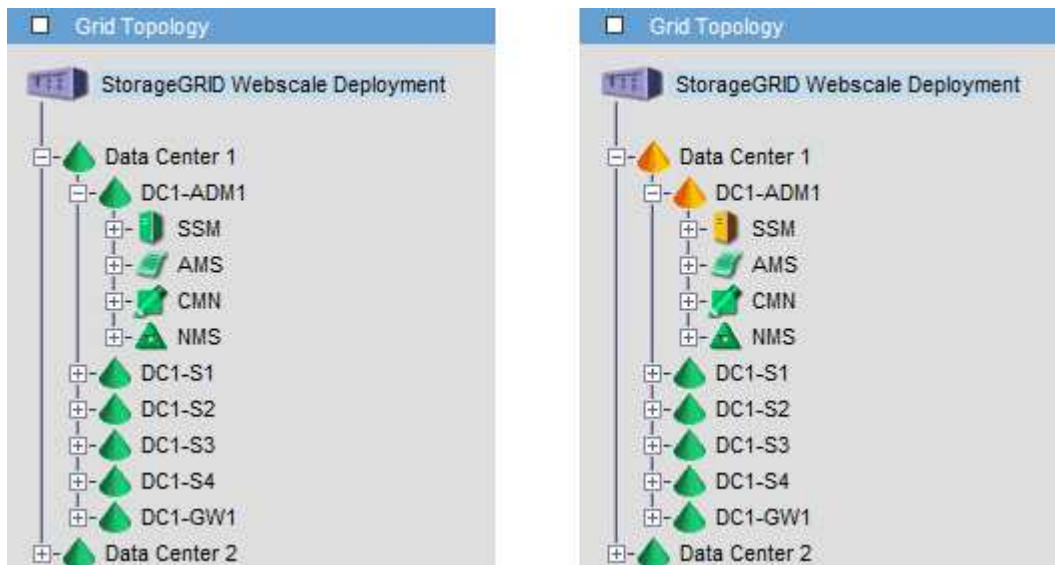 Grid Topology
StorageGRID Webscale Deployment
Data Center 1
DC1-ADM1
SSM
AMS
CMN
NMS
DC1-S1
DC1-S2
DC1-S3
DC1-S4
DC1-GW1
Data Center 2
Grid Topology
StorageGRID Webscale Deployment
Data Center 1
DC1-ADM1
SSM
AMS
CMN
NMS
DC1-S1
DC1-S2
DC1-S3
DC1-S4
DC1-GW1
Data Center 2